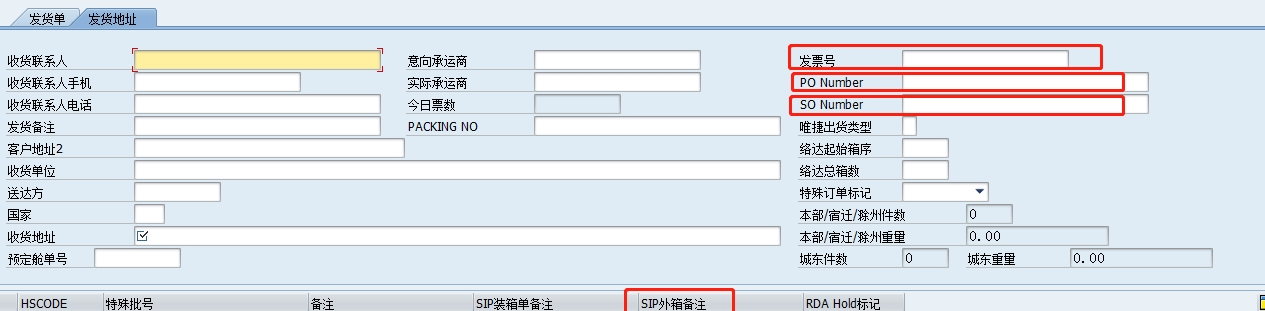 发货单 发货地址
收货联系人 意向承运商 发票号
收货联系人手机 实际承运商 PO Number
收货联系人电话 今日票数 SO Number
发货备注 PACKING NO 唯捷出货类型
客户地址2 络达起始箱序
收货单位 络达总箱数
送达方 特殊订单标记
国家 本部/宿迁/滁州件数 0
收货地址 本部/宿迁/滁州重量 0.00
预定舱单号 城东件数 0 城东重量 0.00
HSCODE 特殊批号 备注 SIP装箱单备注 SIP外箱备注 RDA Hold标记